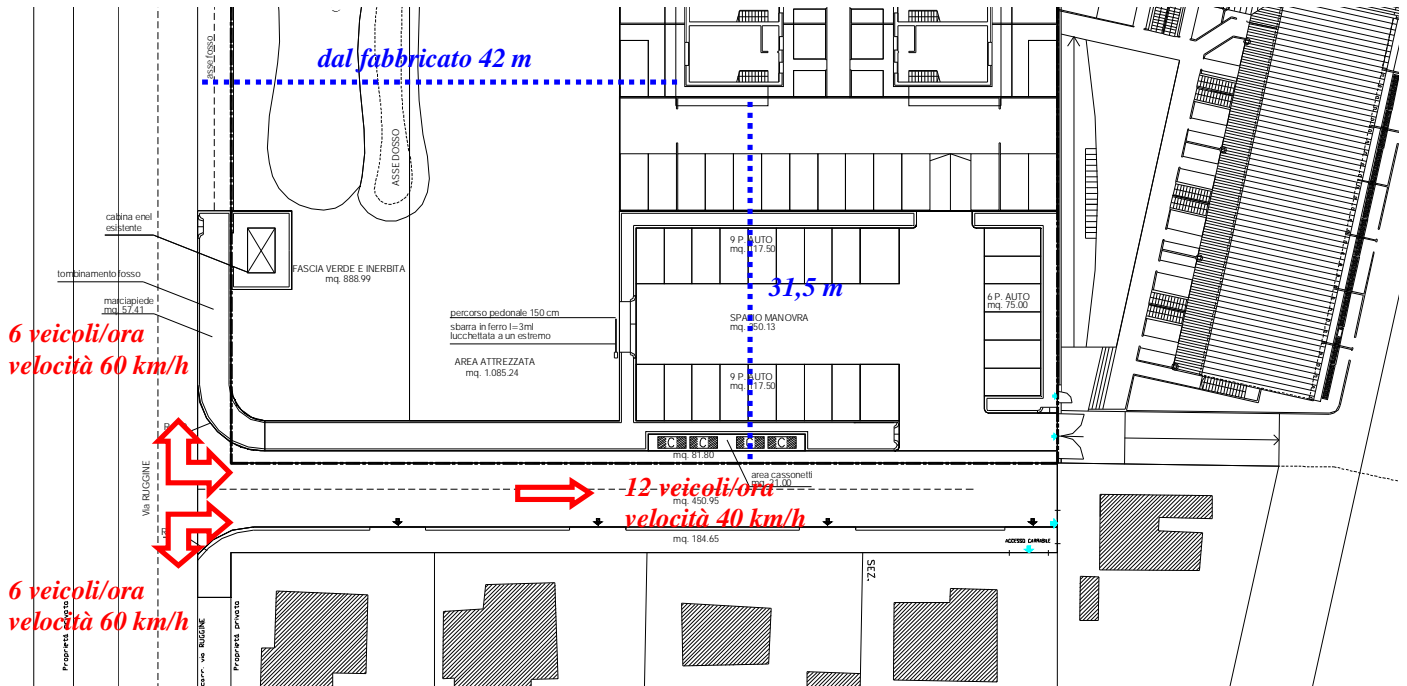 dal fabbricato 42 m
asse fosso
ASSE DOSSO
cabina enel
esistente
tombinamento fosso
marciapiede
mq. 57.41
FASCIA VERDE E INERBITA
mq. 888.99
9 P. AUTO
mq. 117.50
31,5 m
SPAZIO MANOVRA
mq. 350.13
6 P. AUTO
mq. 75.00
percorso pedonale 150 cm
sbarra in ferro l=3ml
lucchettata a un estremo
AREA ATTREZZATA
mq. 1.085.24
9 P. AUTO
mq. 117.50
6 veicoli/ora
velocità 60 km/h
C
C
C
C
mq. 81.80
area cassonetti
mq. 21.00
Via RUGGINE
R
12 veicoli/ora
mq. 450.95
velocità 40 km/h
R
mq. 184.65
ACCESSO CARRABILE
SEZ.
6 veicoli/ora
velocità 60 km/h
Proprietà privata
via RUGGINE
Proprietà privata